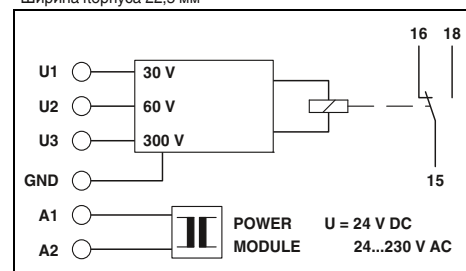 Ширина корпуса 22,5 мм
16 18
U1 30 V
U2 60 V
U3 300 V
GND
15
A1
POWER U = 24 V DC
A2 MODULE 24...230 V AC